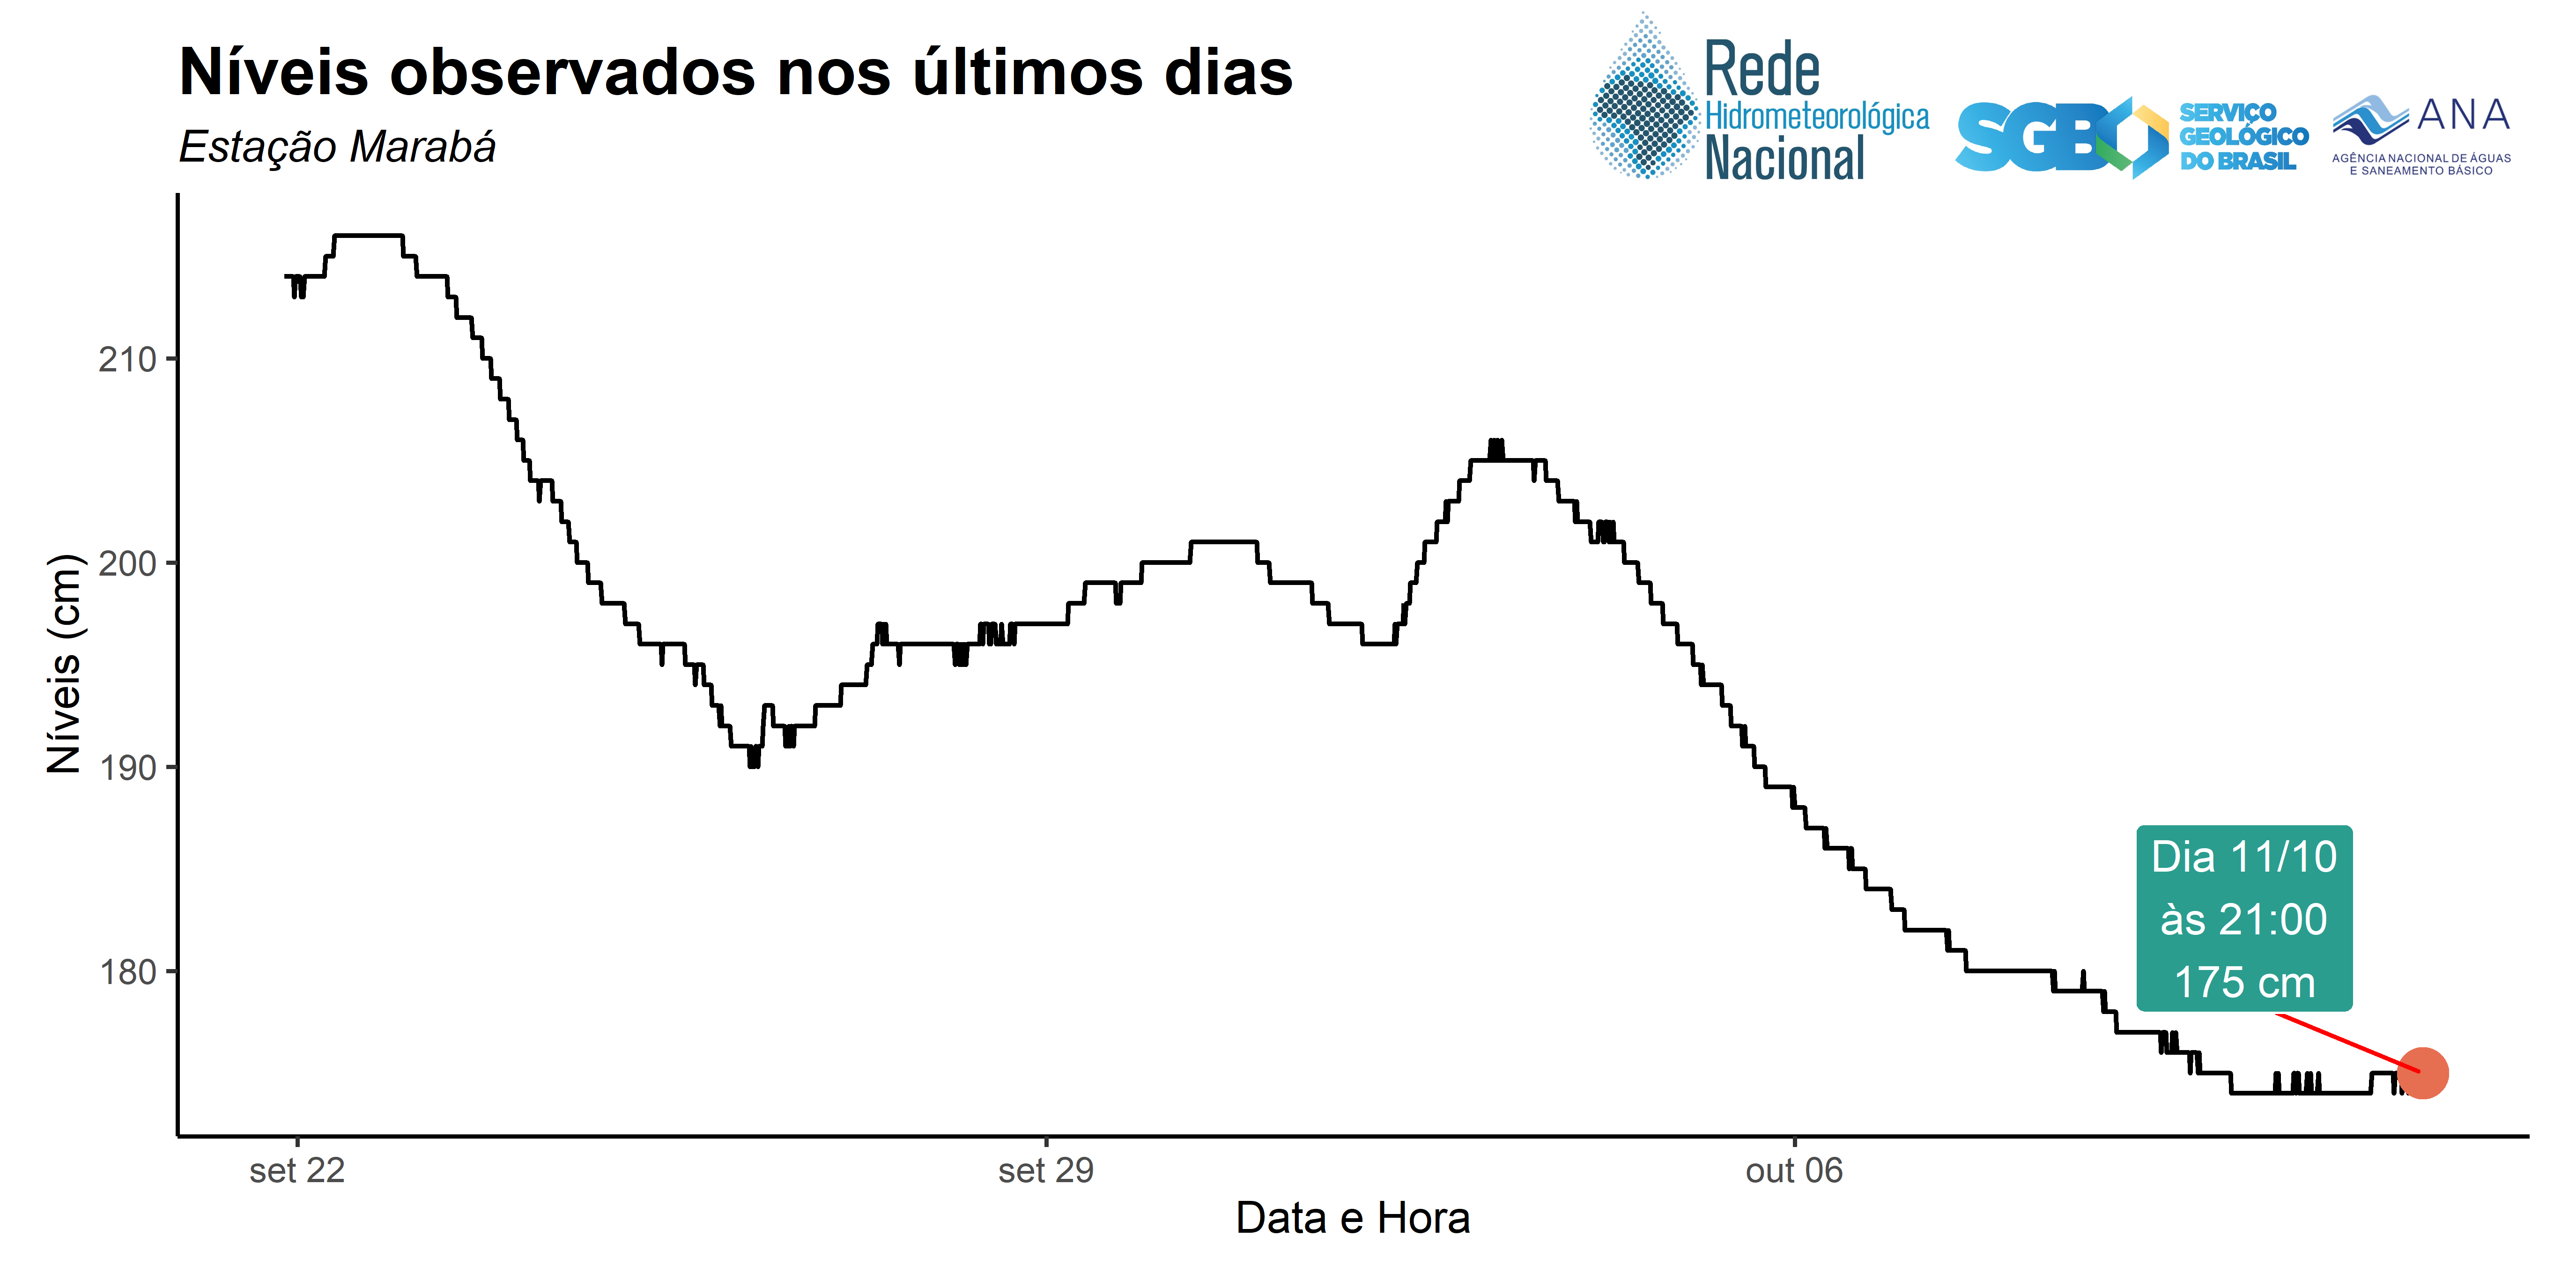 Níveis observados nos últimos dias
Estação Marabá
Rede
Hidrometeorológica
Nacional
SGB
SERVIÇO
GEOLÓGICO
DO BRASIL
ANA
AGÊNCIA NACIONAL DE ÁGUAS
E SANEAMENTO BÁSICO
Níveis (cm)
210
200
190
180
Dia 11/10
às 21:00
175 cm
set 22
set 29
out 06
Data e Hora